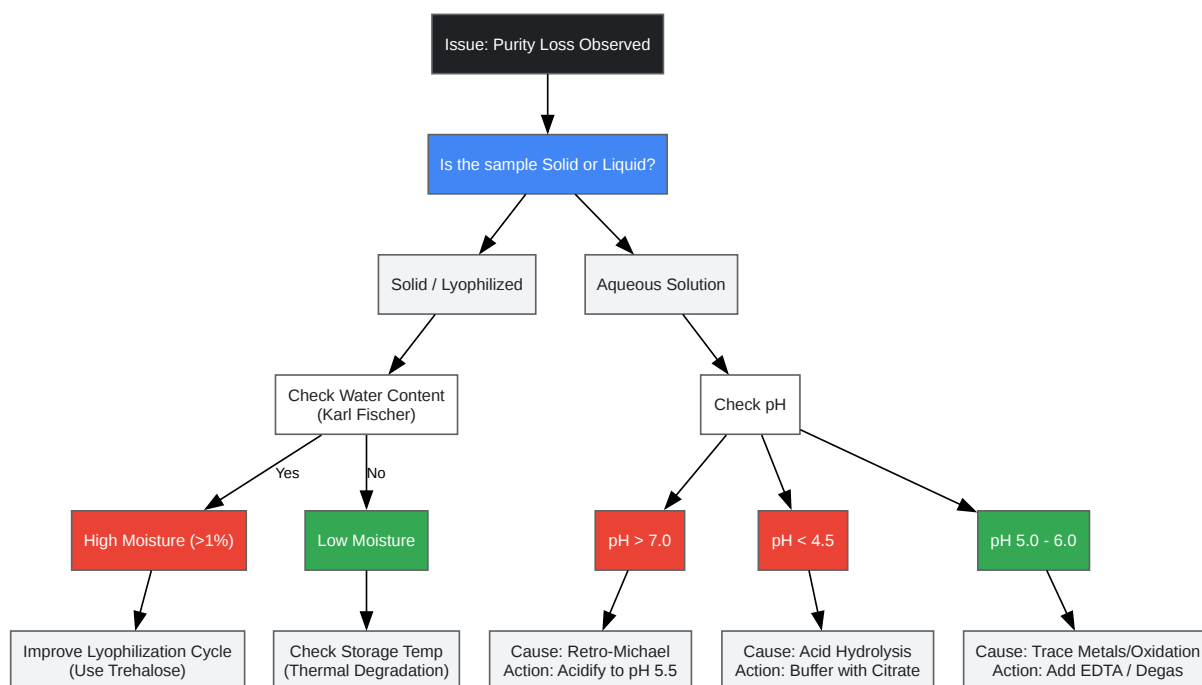 Issue: Purity Loss Observed
Is the sample Solid or Liquid?
Solid / Lyophilized
Aqueous Solution
Check Water Content
(Karl Fischer)
Check pH
Yes
No
High Moisture (>1%)
Low Moisture
pH > 7.0
pH < 4.5
pH 5.0 - 6.0
Improve Lyophilization Cycle
(Use Trehalose)
Check Storage Temp
(Thermal Degradation)
Cause: Retro-Michael
Action: Acidify to pH 5.5
Cause: Acid Hydrolysis
Action: Buffer with Citrate
Cause: Trace Metals/Oxidation
Action: Add EDTA / Degas